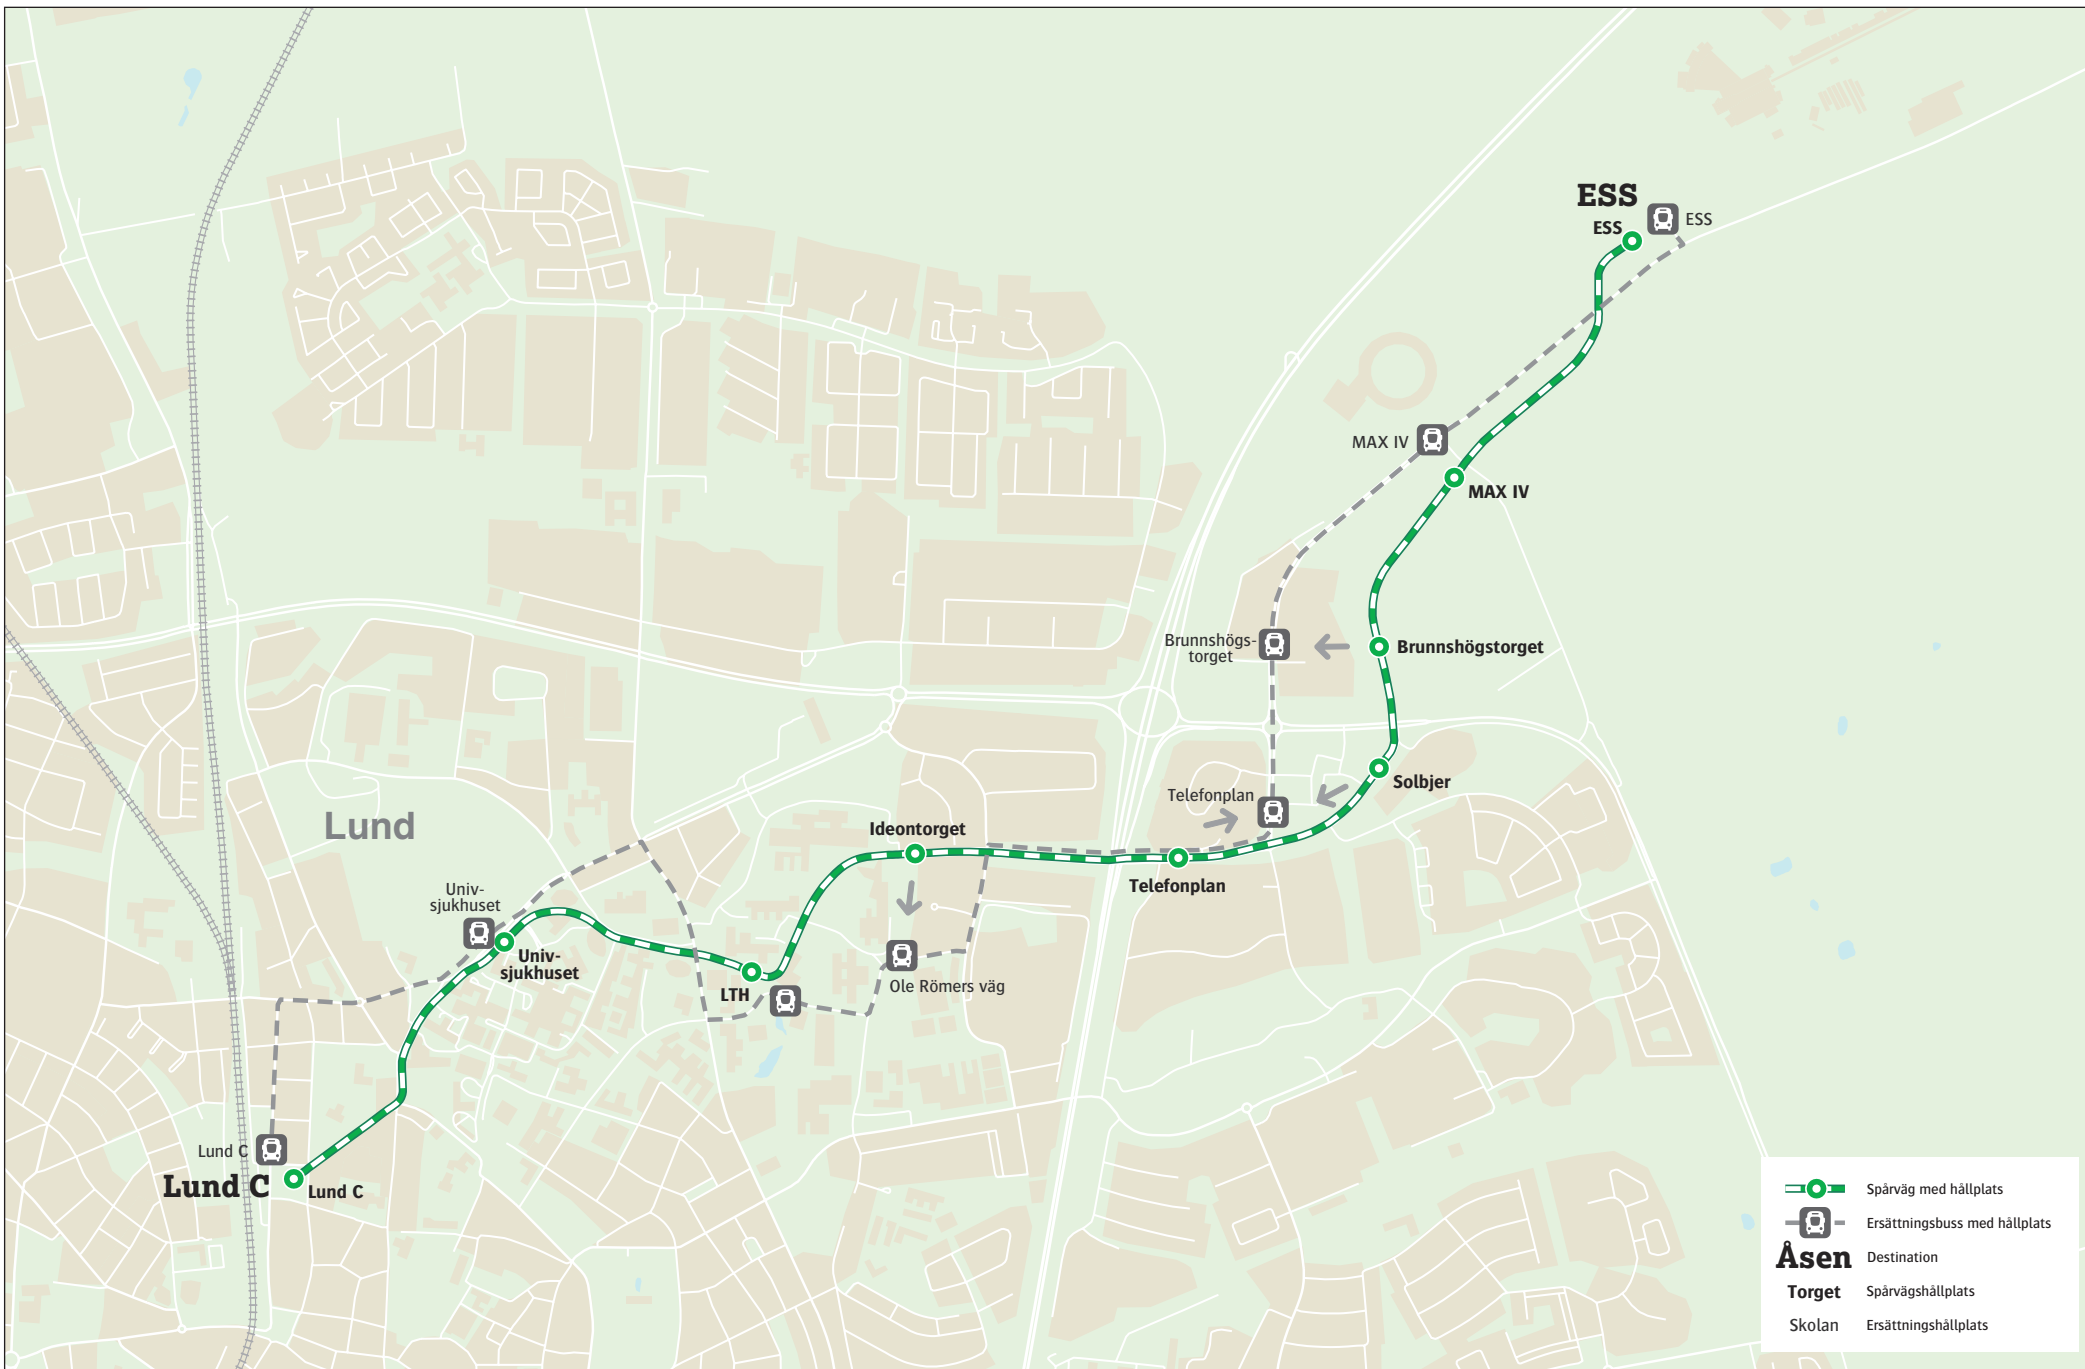 ESS
ESS
ESS
MAX IV
MAX IV
Brunnshögs-
torget
Brunnshögstorget
Solbjer
Telefonplan
Telefonplan
Ideontorget
Lund
Univ-
sjukhuset
Univ-
sjukhuset
LTH
Ole Römers väg
Lund C
Lund C
Lund C
Spårväg med hållplats
Ersättningsbuss med hållplats
Åsen Destination
Torget Spårvägshållplats
Skolan Ersättningshållplats